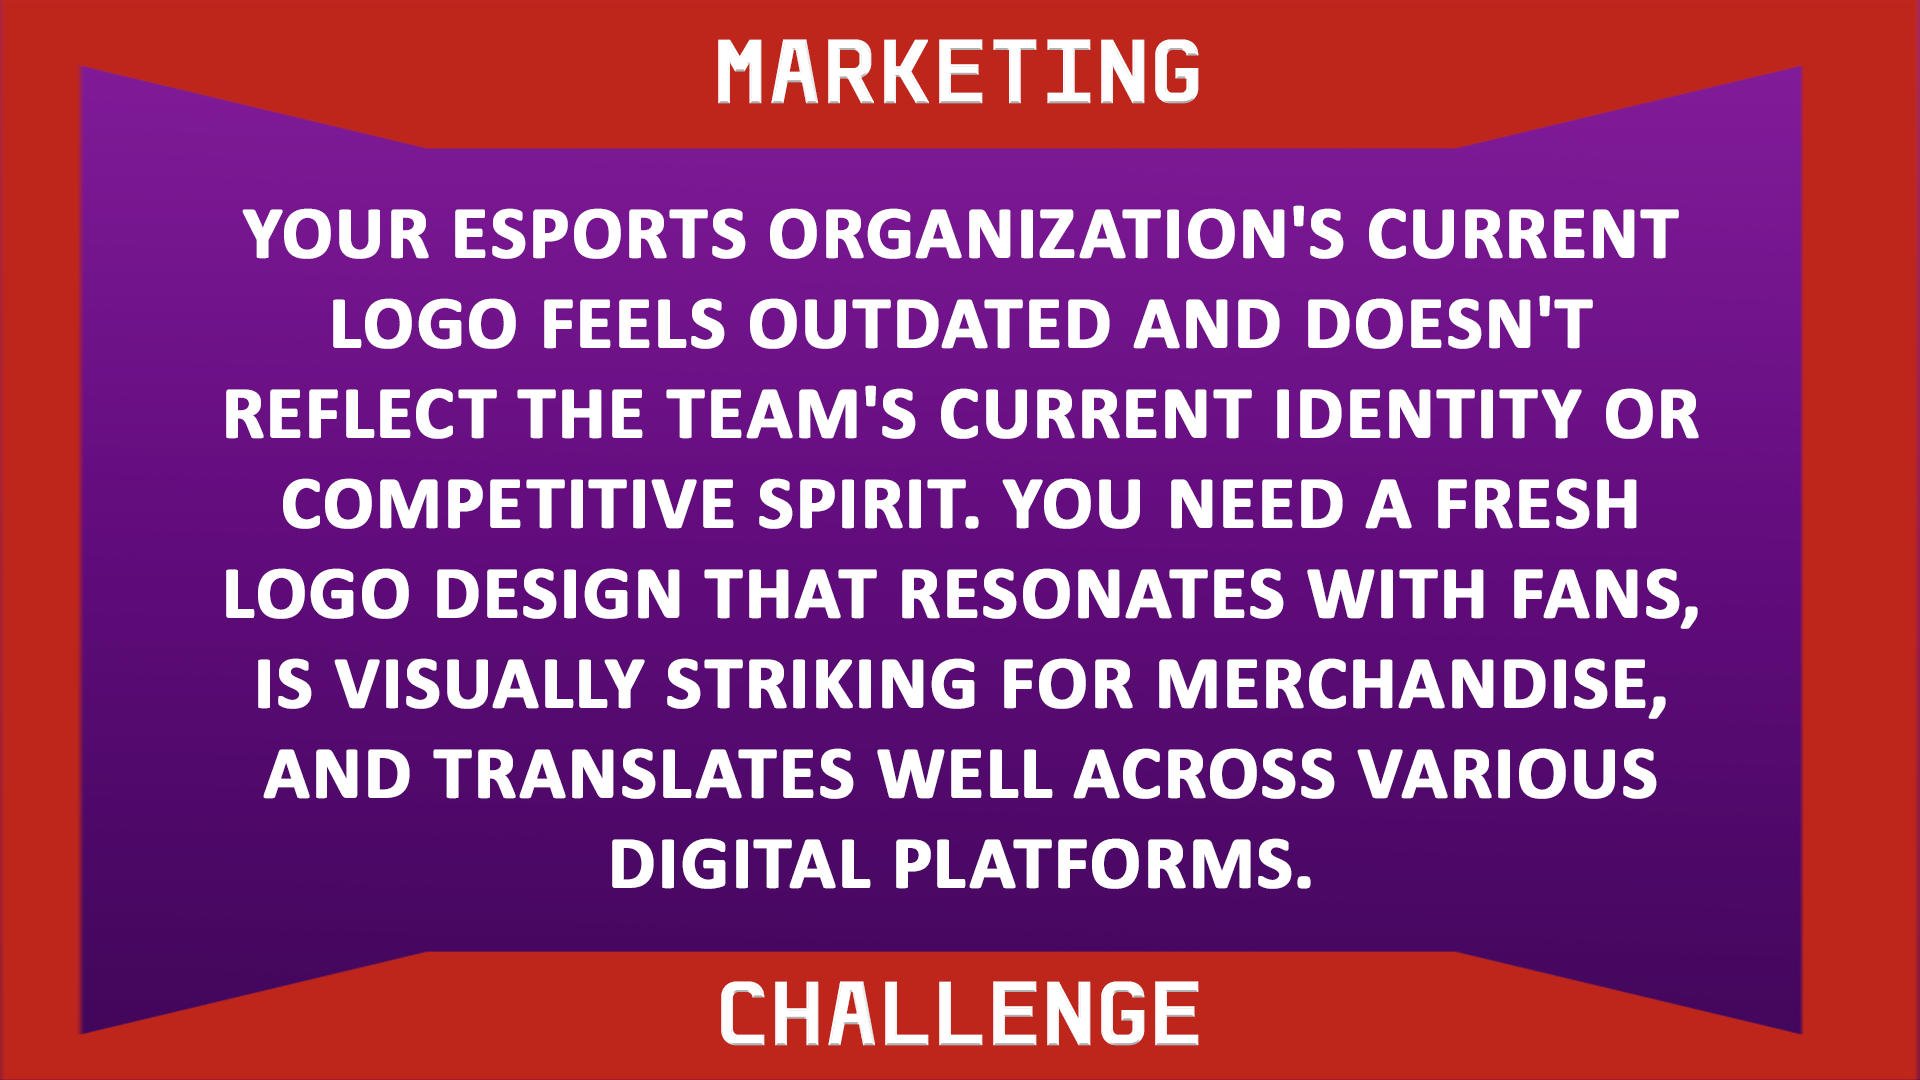 MARKETING
YOUR ESPORTS ORGANIZATION'S CURRENT
LOGO FEELS OUTDATED AND DOESN'T
REFLECT THE TEAM'S CURRENT IDENTITY OR
COMPETITIVE SPIRIT. YOU NEED A FRESH
LOGO DESIGN THAT RESONATES WITH FANS,
IS VISUALLY STRIKING FOR MERCHANDISE,
AND TRANSLATES WELL ACROSS VARIOUS
DIGITAL PLATFORMS.
CHALLENGE